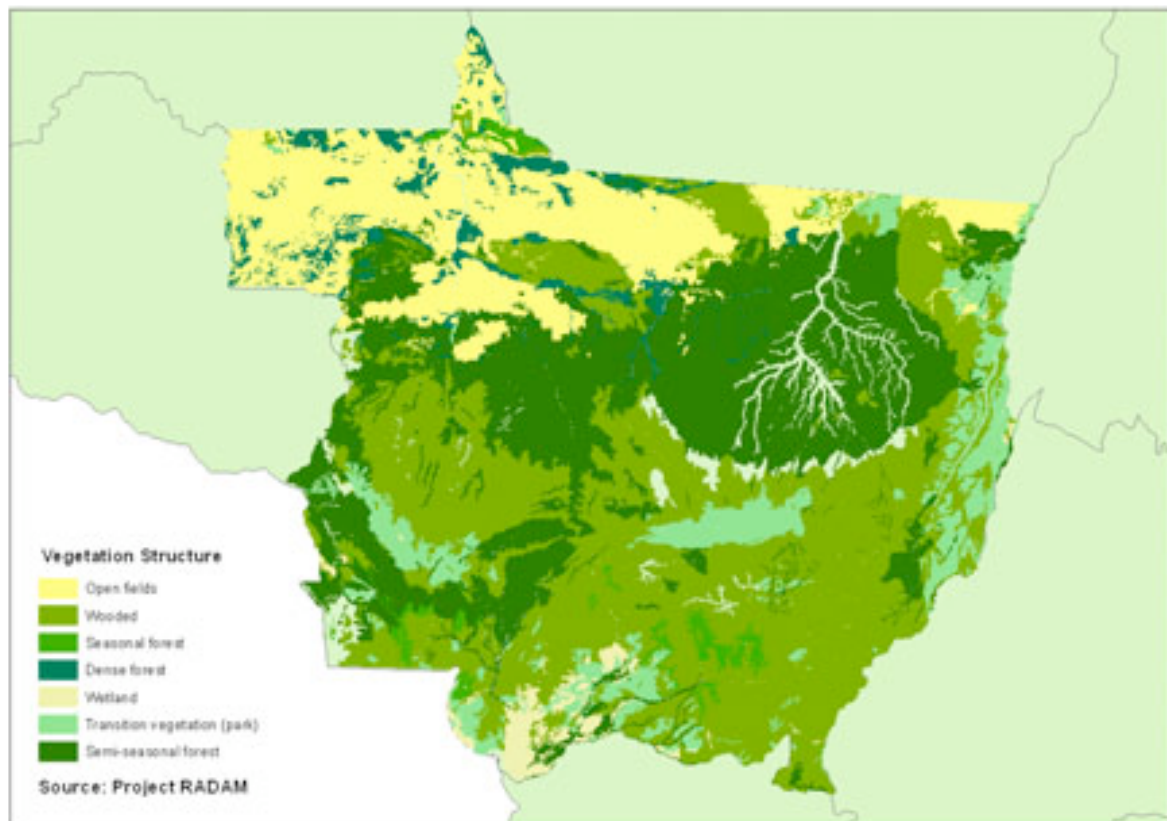 Vegetation Structure
Open fields
Wooded
Seasonal forest
Dense forest
Wetland
Transition vegetation (park)
Semi-seasonal forest
Source: Project RADAM